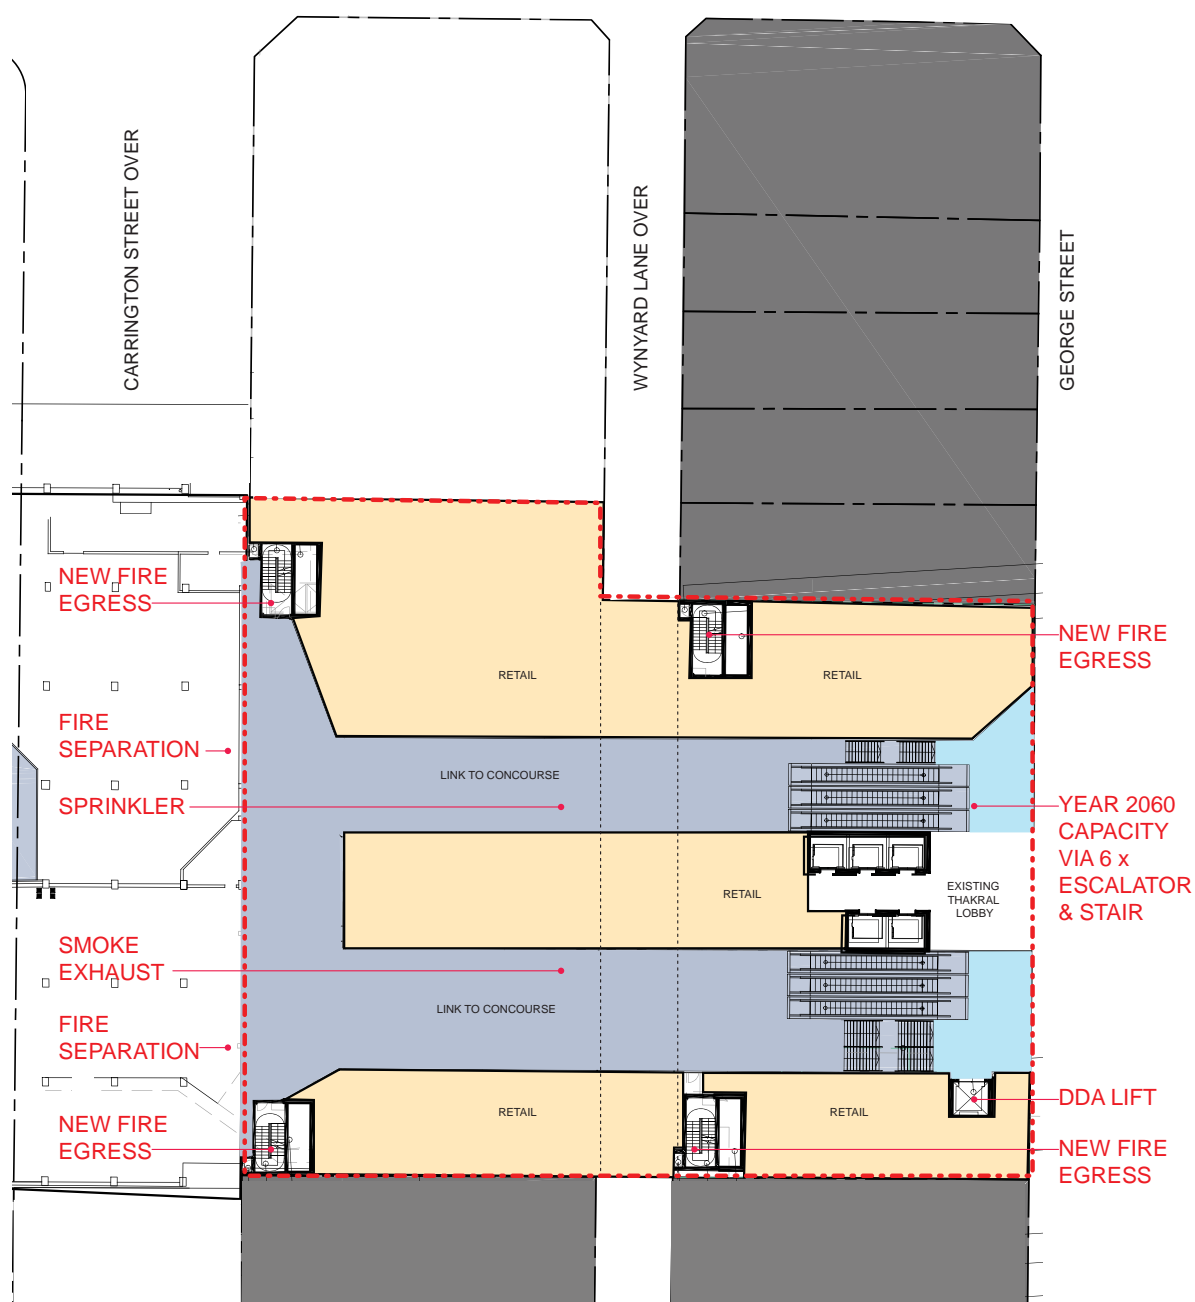 CARRINGTON STREET OVER
WYNYARD LANE OVER
GEORGE STREET
NEW FIRE
EGRESS
NEW FIRE
EGRESS
RETAIL
RETAIL
FIRE
SEPARATION
LINK TO CONCOURSE
SPRINKLER
YEAR 2060
CAPACITY
VIA 6 x
ESCALATOR
& STAIR
RETAIL
EXISTING
THAKRAL
LOBBY
SMOKE
EXHAUST
LINK TO CONCOURSE
FIRE
SEPARATION
DDA LIFT
RETAIL
RETAIL
NEW FIRE
EGRESS
NEW FIRE
EGRESS